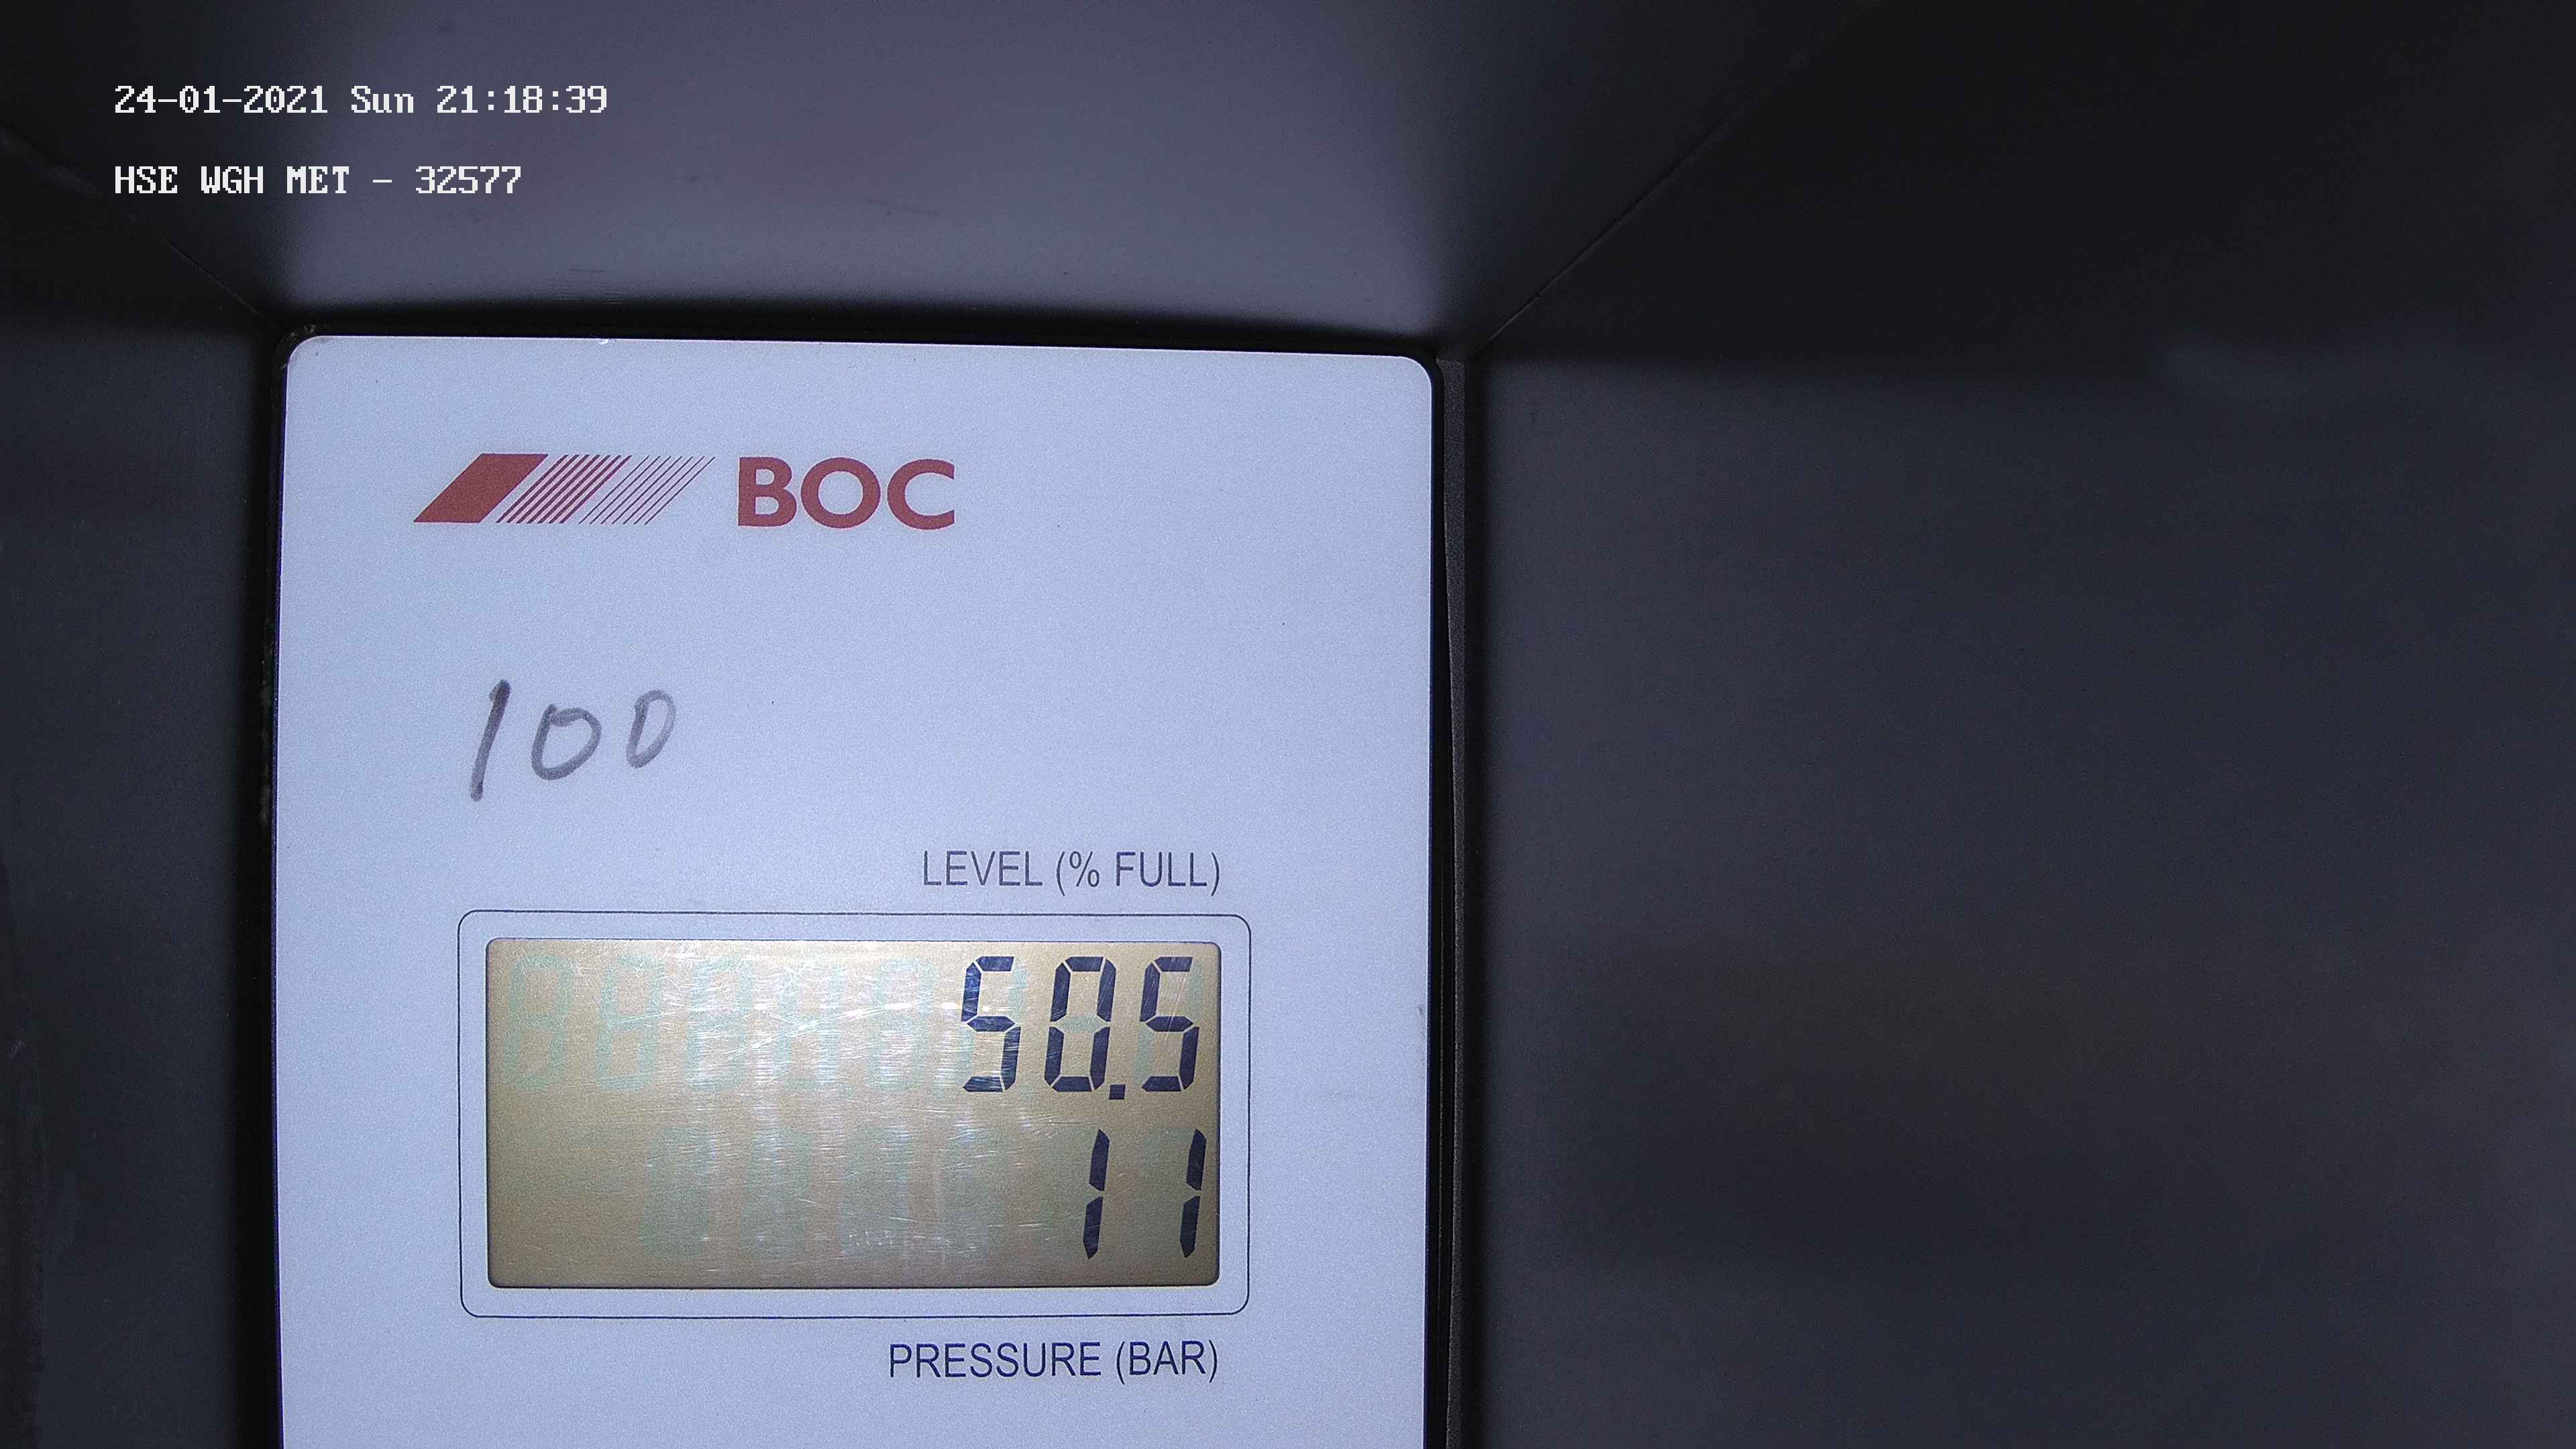 24-01-2021 Sun 21:18:39
HSE WGH MET - 32577
BOC
100
LEVEL (% FULL)
50.5
11
PRESSURE (BAR)